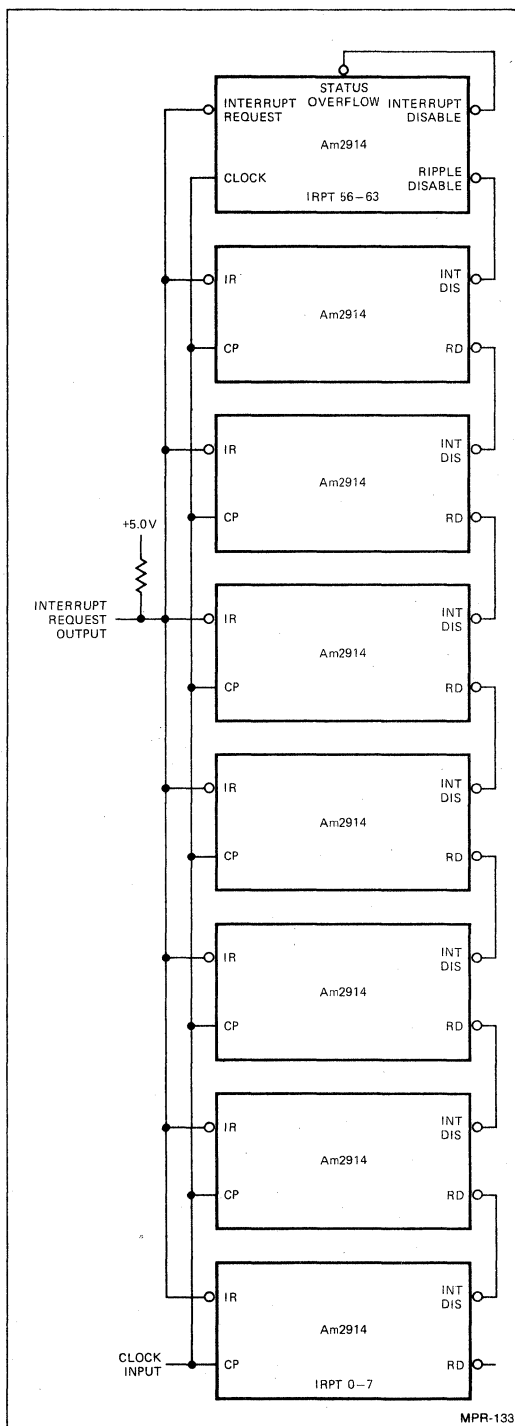 STATUS
OVERFLOW
INTERRUPT
REQUEST
INTERRUPT
DISABLE
Am2914
CLOCK
RIPPLE
DISABLE
IRPT 56–63
IR
INT
DIS
Am2914
CP
RD
IR
INT
DIS
Am2914
CP
RD
+5.0V
INTERRUPT
REQUEST
OUTPUT
IR
INT
DIS
Am2914
CP
RD
IR
INT
DIS
Am2914
CP
RD
IR
INT
DIS
Am2914
CP
RD
IR
INT
DIS
Am2914
CP
RD
IR
INT
DIS
Am2914
CLOCK
INPUT
CP
RD
IRPT 0–7
MPR-133